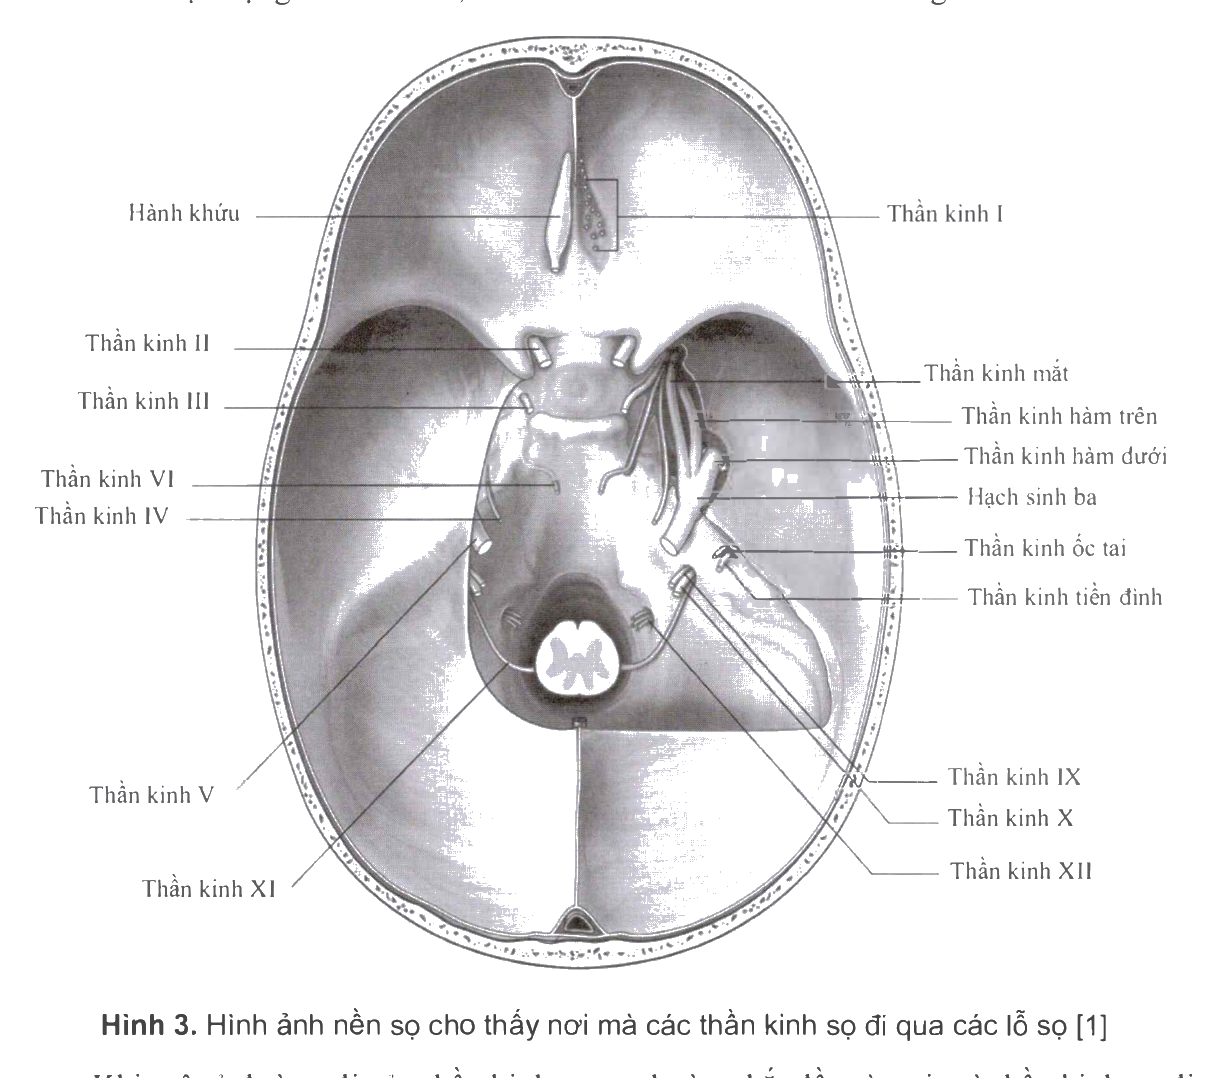 Hành khứu
Thần kinh I
Thần kinh II
Thần kinh mắt
Thần kinh III
Thần kinh hàm trên
Thần kinh hàm dưới
Thần kinh VI
Hạch sinh ba
Thần kinh IV
Thần kinh ốc tai
Thần kinh tiền đình
Thần kinh IX
Thần kinh V
Thần kinh X
Thần kinh XII
Thần kinh XI
Hình 3. Hình ảnh nền sọ cho thấy nơi mà các thần kinh sọ đi qua các lỗ sọ [1]